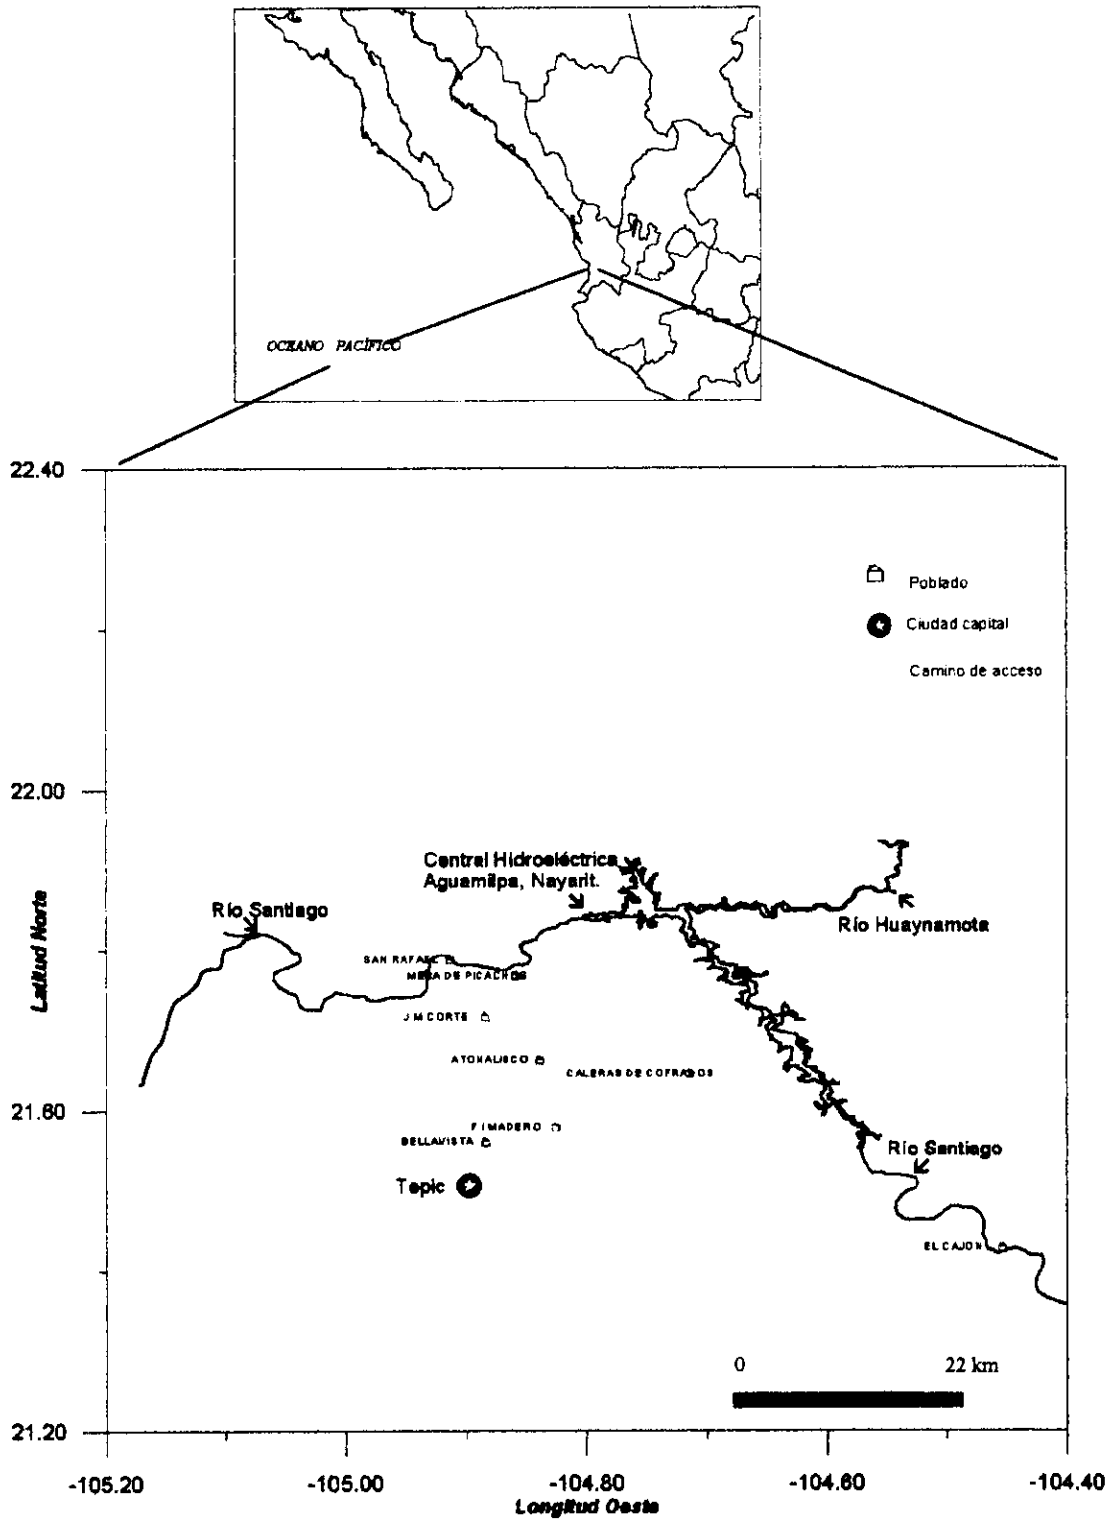 OCEANO PACÍFICO
22.40
Poblado
Ciudad capital
Camino de acceso
22.00
Central Hidroeléctrica
Aguamilpa, Nayarit.
Río Santiago
Río Huaynamota
Latitud Norte
SAN RAFAEL
MESA DE PICACHOS
J M CORTE
ATONALISCO
CALERAS DE COFRADOS
21.60
F I MADERO
BELLAVISTA
Río Santiago
Tepic
EL CAJON
0 22 km
21.20
-105.20 -105.00 -104.80 -104.60 -104.40
Longitud Oeste